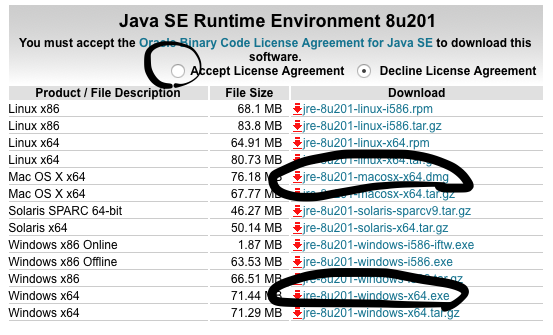 Java SE Runtime Environment 8u201
You must accept the Oracle Binary Code License Agreement for Java SE to download this
software.
Accept License Agreement Decline License Agreement
Product / File Description File Size Download
Linux x86 68.1 MB jre-8u201-linux-i586.rpm
Linux x86 83.8 MB jre-8u201-linux-i586.tar.gz
Linux x64 64.91 MB jre-8u201-linux-x64.rpm
Linux x64 80.73 MB jre-8u201-linux-x64.tar.gz
Mac OS X x64 76.18 MB jre-8u201-macosx-x64.dmg
Mac OS X x64 67.77 MB jre-8u201-macosx-x64.tar.gz
Solaris SPARC 64-bit 46.27 MB jre-8u201-solaris-sparcv9.tar.gz
Solaris x64 50.14 MB jre-8u201-solaris-x64.tar.gz
Windows x86 Online 1.87 MB jre-8u201-windows-i586-iftw.exe
Windows x86 Offline 63.53 MB jre-8u201-windows-i586.exe
Windows x86 66.51 MB jre-8u201-windows-i586.tar.gz
Windows x64 71.44 MB jre-8u201-windows-x64.exe
Windows x64 71.29 MB jre-8u201-windows-x64.tar.gz